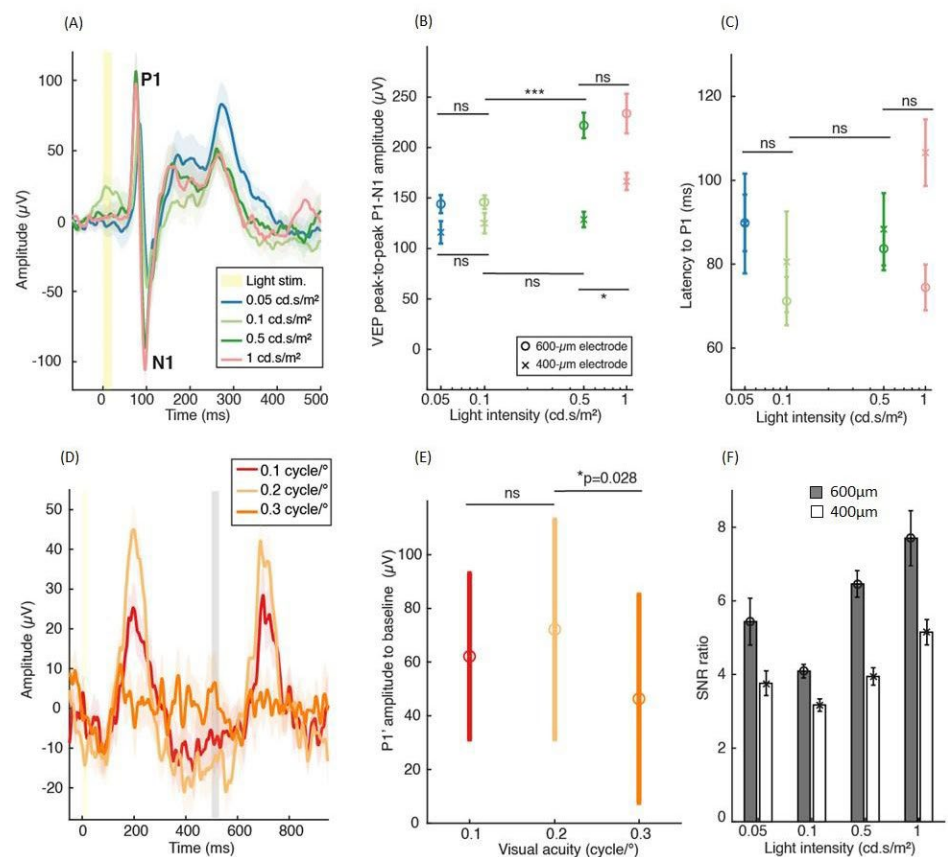 (A)
Amplitude (µV)
100
50
0
-50
-100
P1
N1
Light stim.
0.05 cd.s/m²
0.1 cd.s/m²
0.5 cd.s/m²
1 cd.s/m²
0 100 200 300 400 500
Time (ms)
(B)
VEP peak-to-peak P1-N1 amplitude (µV)
250
200
150
100
50
0
ns
***
ns
ns
ns
*
600-µm electrode
400-µm electrode
0.05 0.1 0.5 1
Light intensity (cd.s/m²)
(C)
Latency to P1 (ms)
120
100
80
60
ns
ns
ns
0.05 0.1 0.5 1
Light intensity (cd.s/m²)
(D)
Amplitude (µV)
50
40
30
20
10
0
-10
-20
0.1 cycle/°
0.2 cycle/°
0.3 cycle/°
0 200 400 600 800
Time (ms)
(E)
P1' amplitude to baseline (µV)
100
80
60
40
20
0
ns
*p=0.028
0.1 0.2 0.3
Visual acuity (cycle/°)
(F)
SNR ratio
8
6
4
2
0
600µm
400µm
0.05 0.1 0.5 1
Light intensity (cd.s/m²)